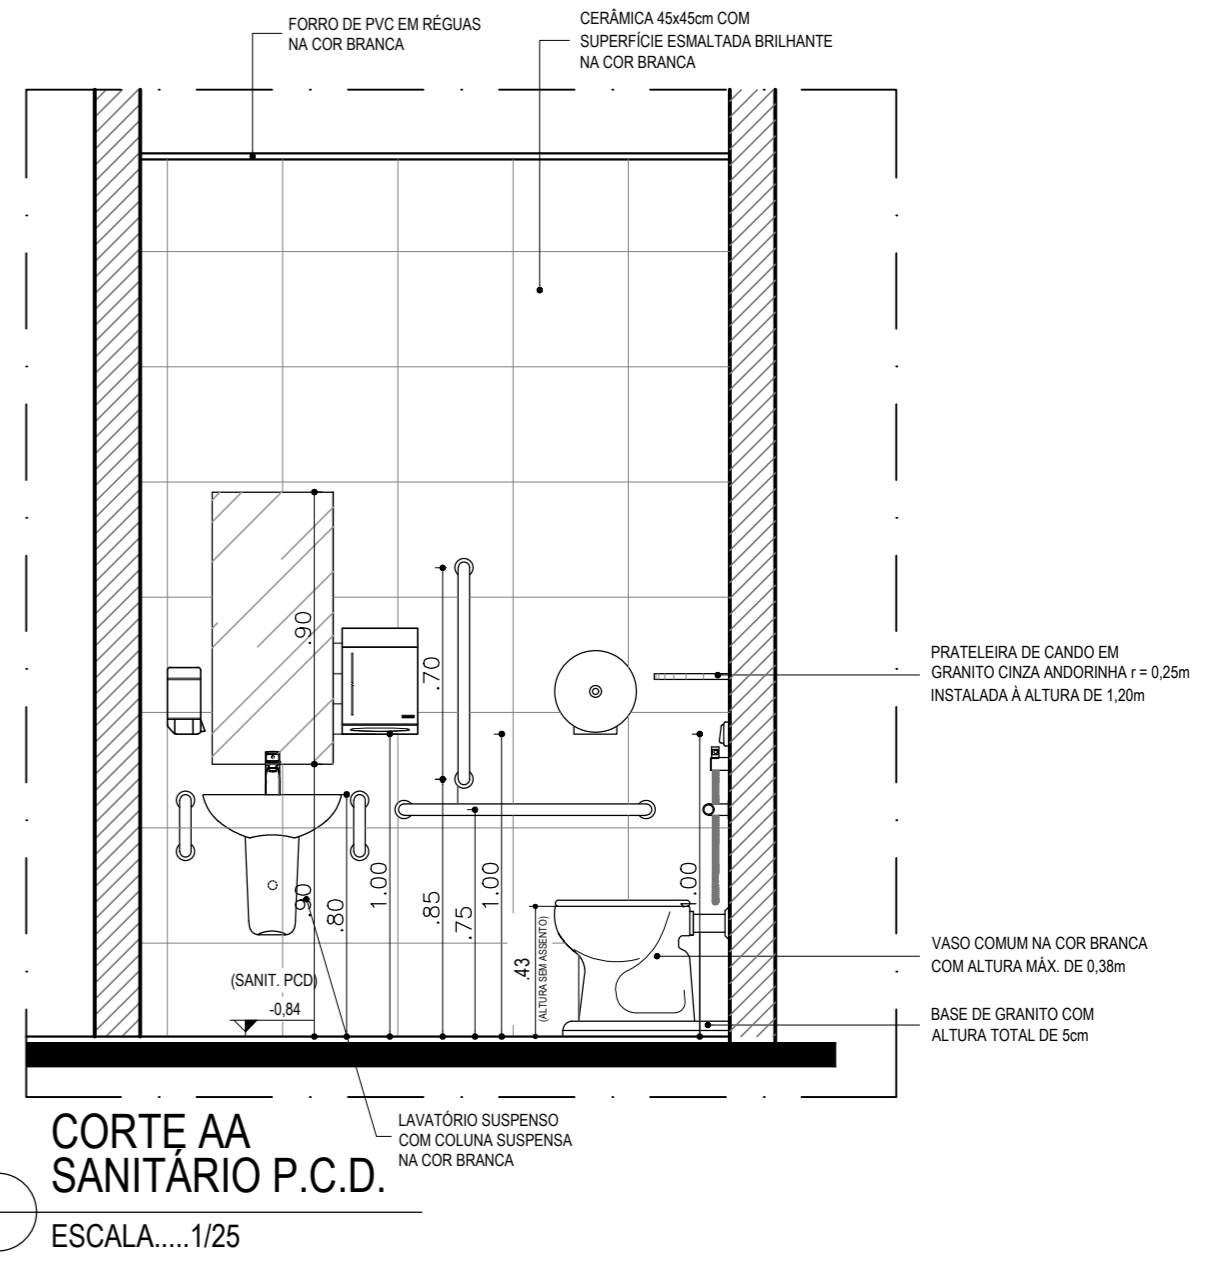 FORRO DE PVC EM RÉGUAS
NA COR BRANCA
CERÂMICA 45x45cm COM
SUPERFÍCIE ESMALTADA BRILHANTE
NA COR BRANCA
.90
.70
PRATELEIRA DE CANDO EM
GRANITO CINZA ANDORINHA r = 0,25m
INSTALADA À ALTURA DE 1,20m
.90
.80
1.00
.85
.75
1.00
.43
(ALTURA SEM ASSENTO)
.00
VASO COMUM NA COR BRANCA
COM ALTURA MÁX. DE 0,38m
(SANIT. PCD)
-0,84
BASE DE GRANITO COM
ALTURA TOTAL DE 5cm
LAVATÓRIO SUSPENSO
COM COLUNA SUSPENSA
NA COR BRANCA
CORTE AA
SANITÁRIO P.C.D.
ESCALA.....1/25